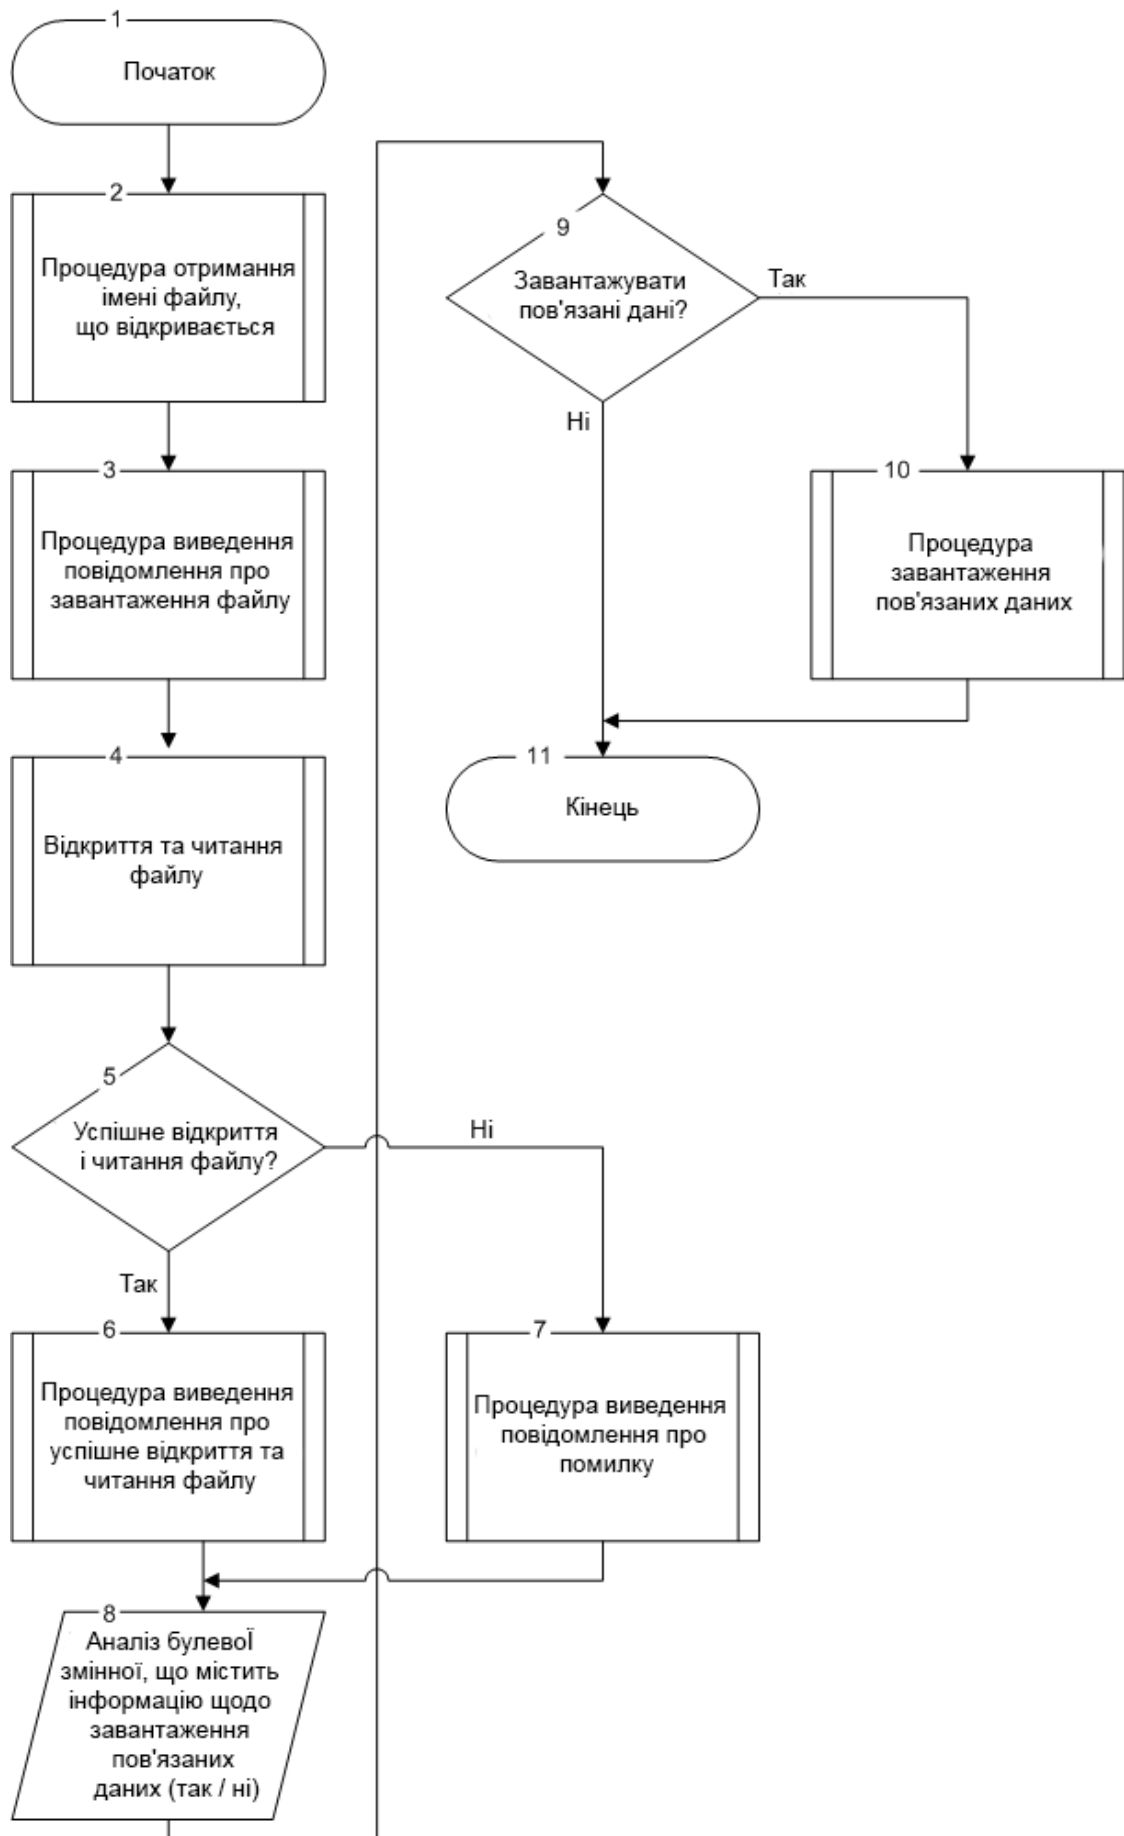 1
Початок
2
Процедура отримання
імені файлу,
що відкривається
3
Процедура виведення
повідомлення про
завантаження файлу
4
Відкриття та читання
файлу
5
Успішне відкриття
і читання файлу?
Ні
Так
6
Процедура виведення
повідомлення про
успішне відкриття та
читання файлу
7
Процедура виведення
повідомлення про
помилку
8
Аналіз булевоЇ
змінної, що містить
інформацію щодо
завантаження
пов'язаних
даних (так / ні)
9
Завантажувати
пов'язані дані?
Так
Ні
10
Процедура
завантаження
пов'язаних даних
11
Кінець